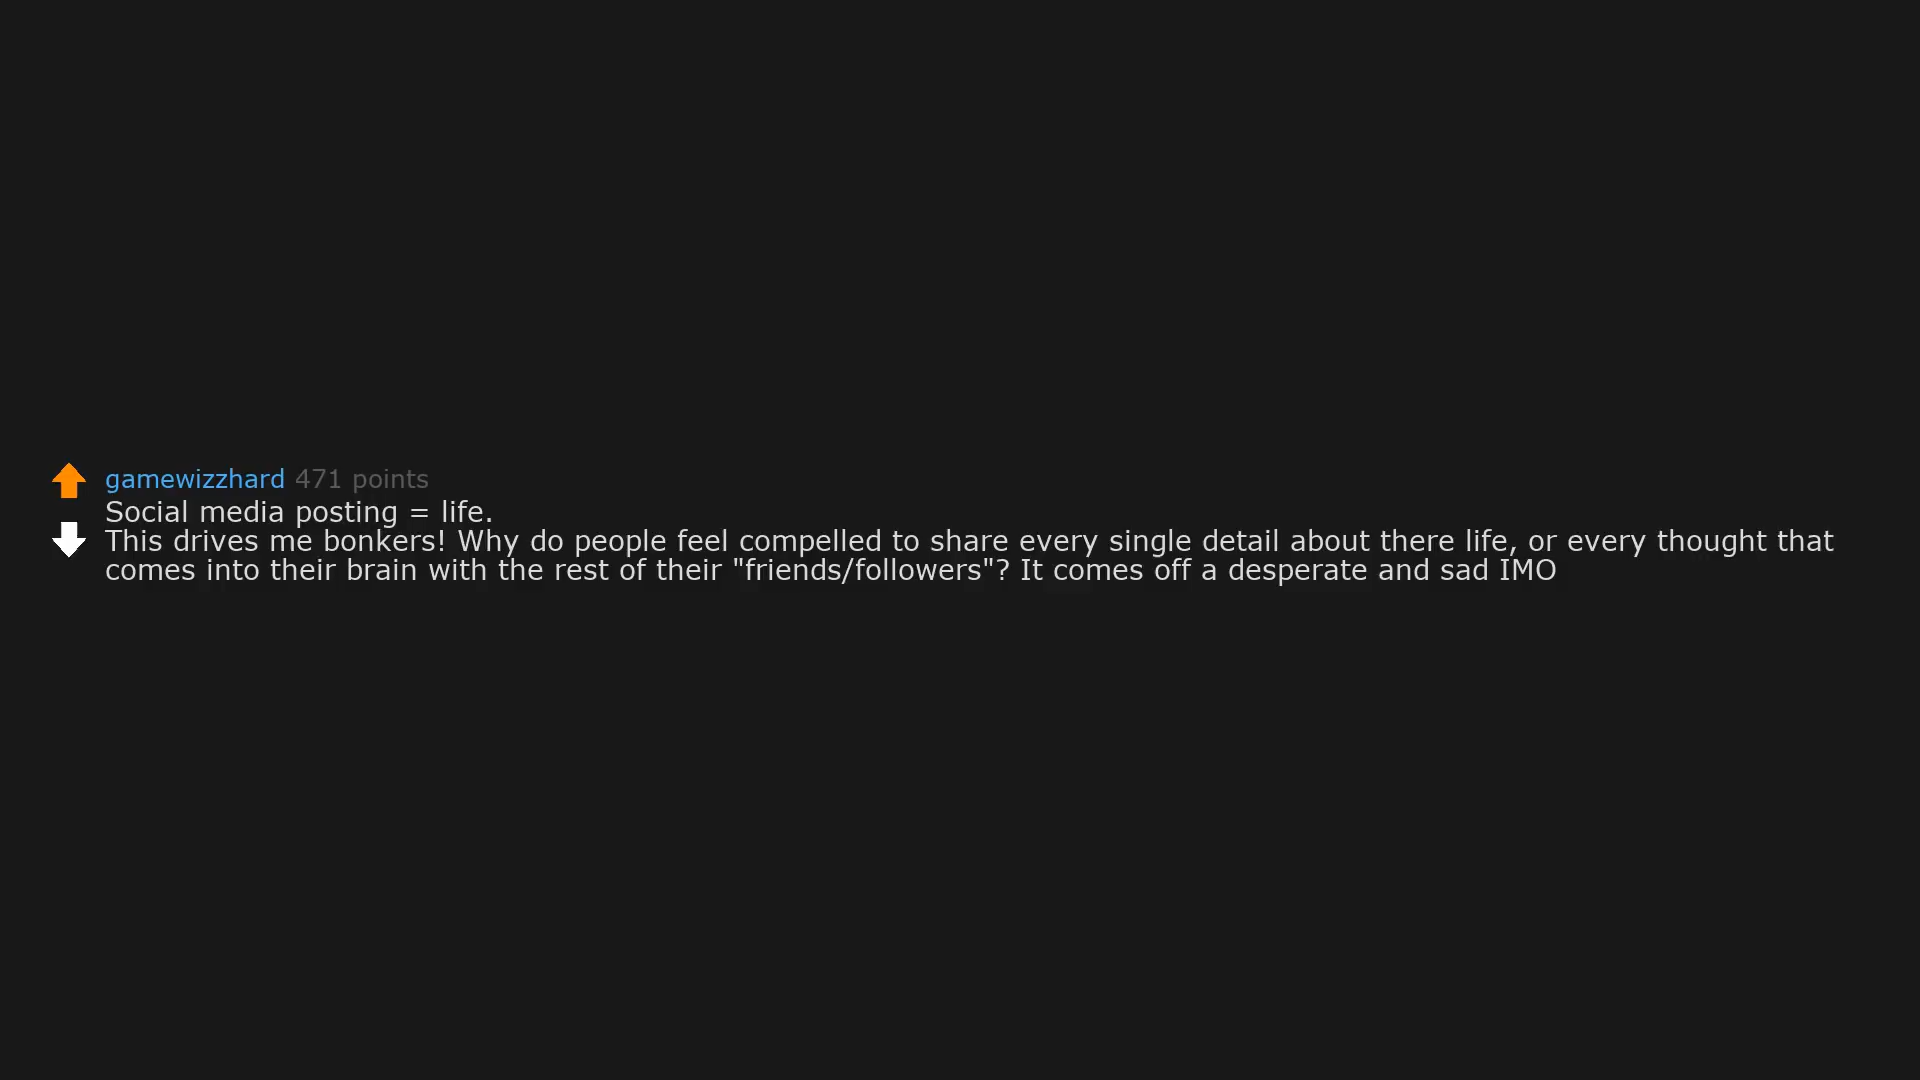 gamewizzhard 471 points
Social media posting = life.
This drives me bonkers! Why do people feel compelled to share every single detail about there life, or every thought that
comes into their brain with the rest of their "friends/followers"? It comes off a desperate and sad IMO